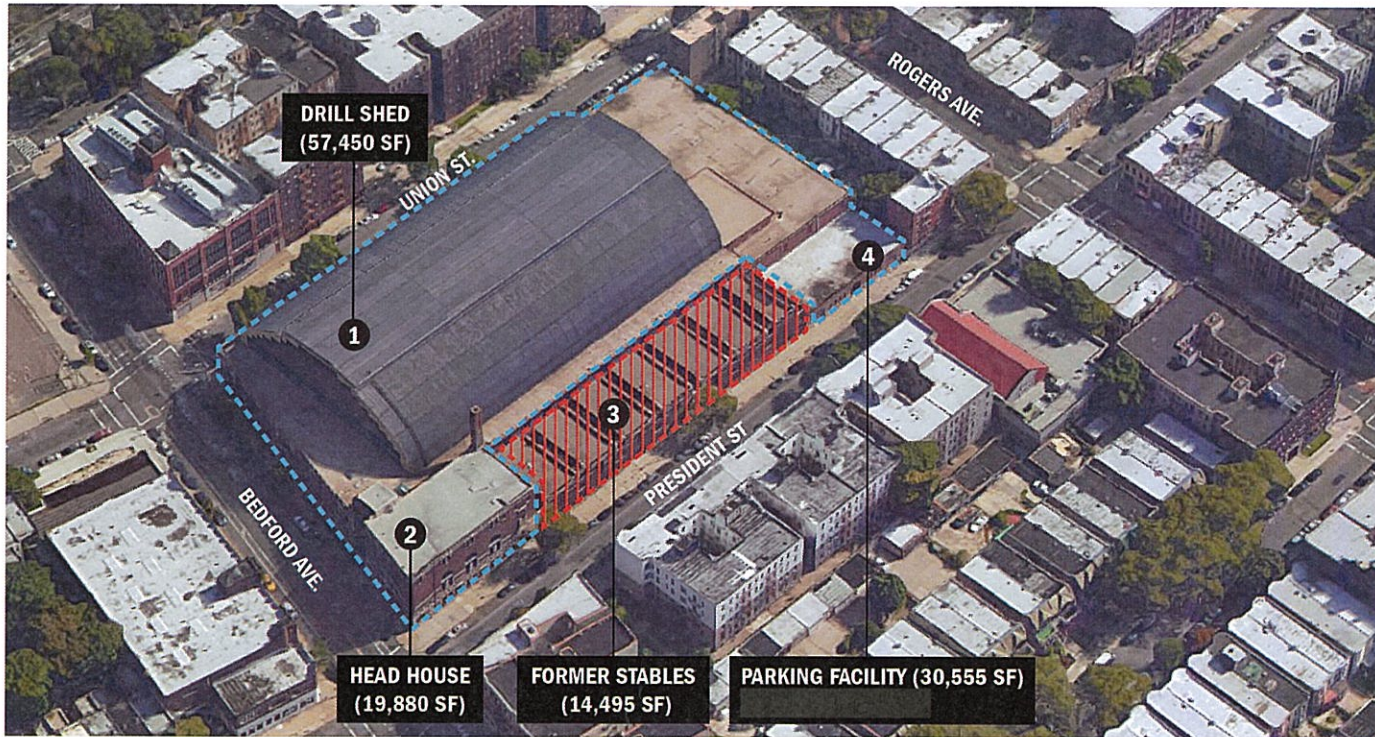 DRILL SHED
(57,450 SF)
ROGERS AVE.
UNION ST.
4
1
3
PRESIDENT ST
2
BEDFORD AVE.
HEAD HOUSE
(19,880 SF)
FORMER STABLES
(14,495 SF)
PARKING FACILITY (30,555 SF)